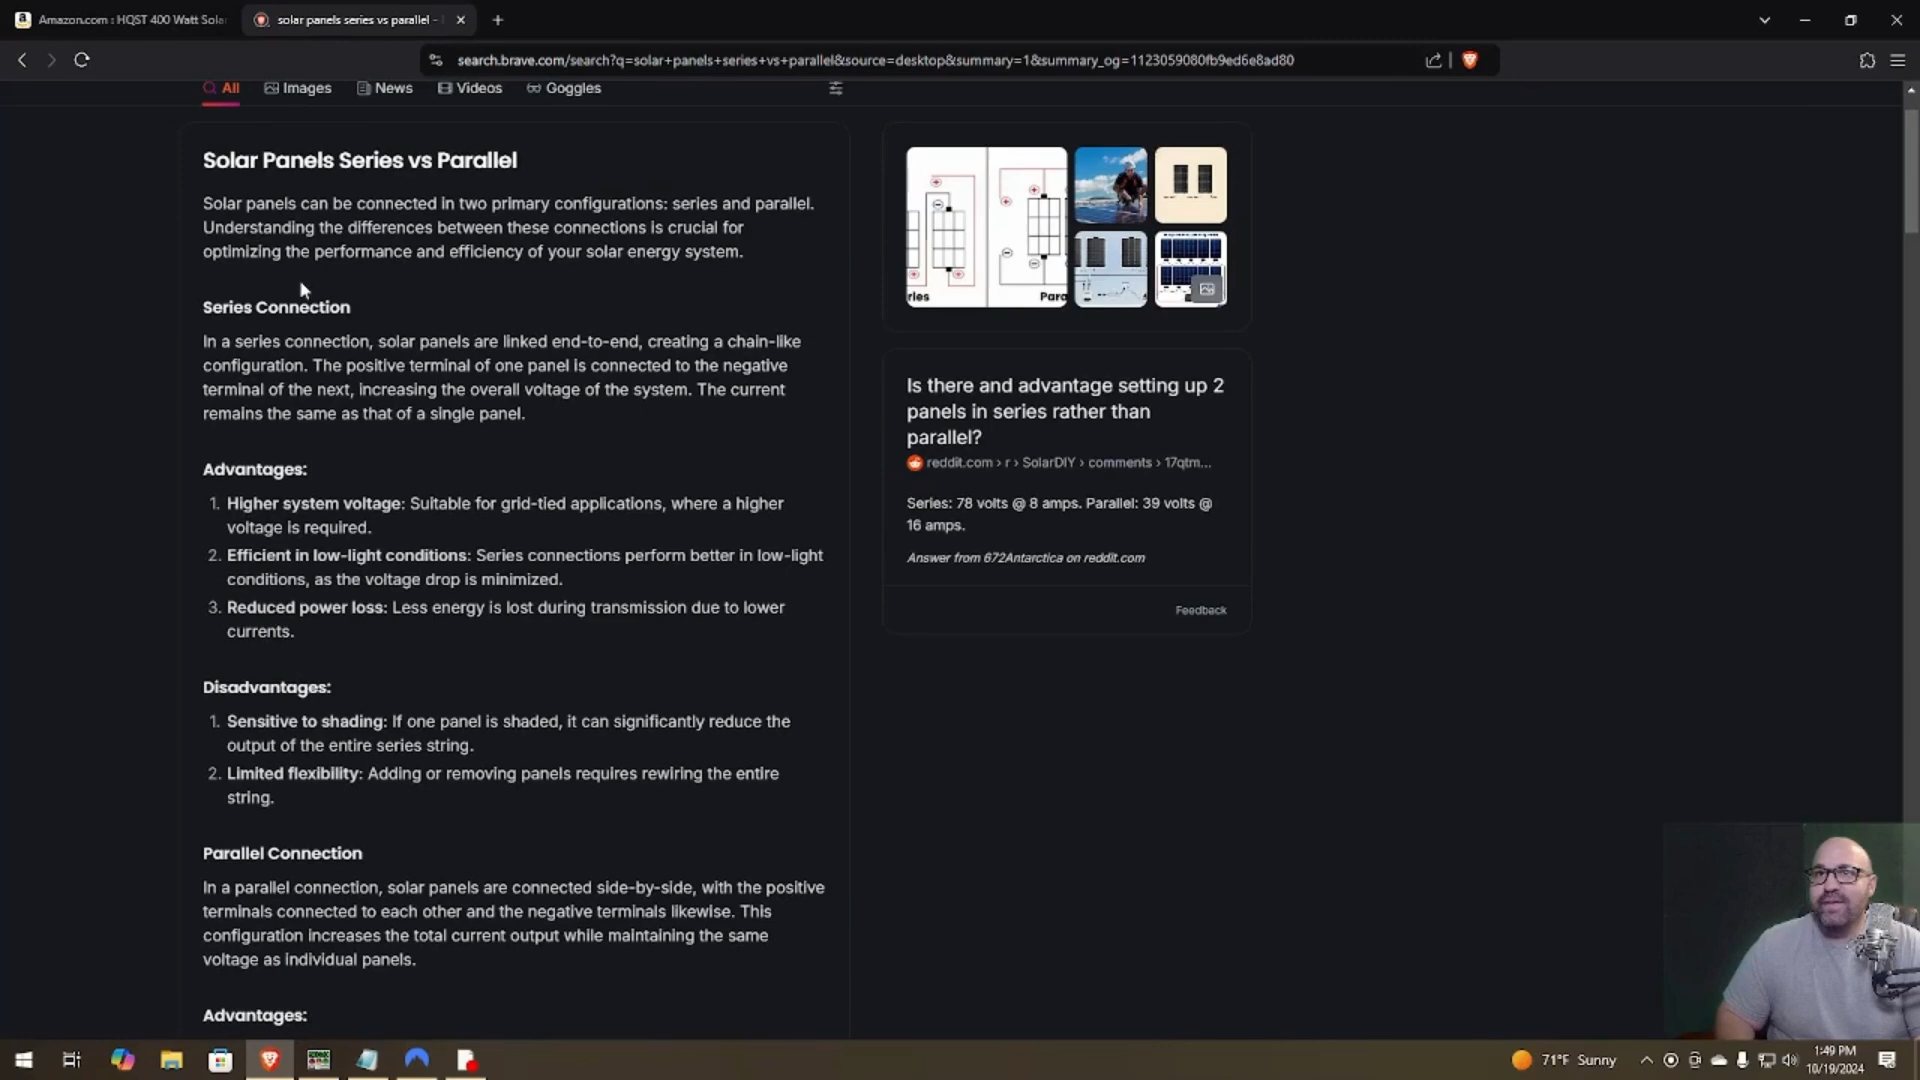 Amazon.com : HQST 400 Watt Solar
solar panels series vs parallel -
search.brave.com/search?q=solar+panels+series+vs+parallel&source=desktop&summary=1&summary_og=1123059080fb9ed6e8ad80
All Images News Videos Goggles
Solar Panels Series vs Parallel
Solar panels can be connected in two primary configurations: series and parallel.
Understanding the differences between these connections is crucial for
optimizing the performance and efficiency of your solar energy system.
Series Connection
In a series connection, solar panels are linked end-to-end, creating a chain-like
configuration. The positive terminal of one panel is connected to the negative
terminal of the next, increasing the overall voltage of the system. The current
remains the same as that of a single panel.
Advantages:
1. Higher system voltage: Suitable for grid-tied applications, where a higher
voltage is required.
2. Efficient in low-light conditions: Series connections perform better in low-light
conditions, as the voltage drop is minimized.
3. Reduced power loss: Less energy is lost during transmission due to lower
currents.
Disadvantages:
1. Sensitive to shading: If one panel is shaded, it can significantly reduce the
output of the entire series string.
2. Limited flexibility: Adding or removing panels requires rewiring the entire
string.
Parallel Connection
In a parallel connection, solar panels are connected side-by-side, with the positive
terminals connected to each other and the negative terminals likewise. This
configuration increases the total current output while maintaining the same
voltage as individual panels.
Advantages:
ries Para
Is there and advantage setting up 2
panels in series rather than
parallel?
reddit.com › r › SolarDIY › comments › 17qtm...
Series: 78 volts @ 8 amps. Parallel: 39 volts @
16 amps.
Answer from 672Antarctica on reddit.com
Feedback
71°F Sunny
1:49 PM
10/19/2024